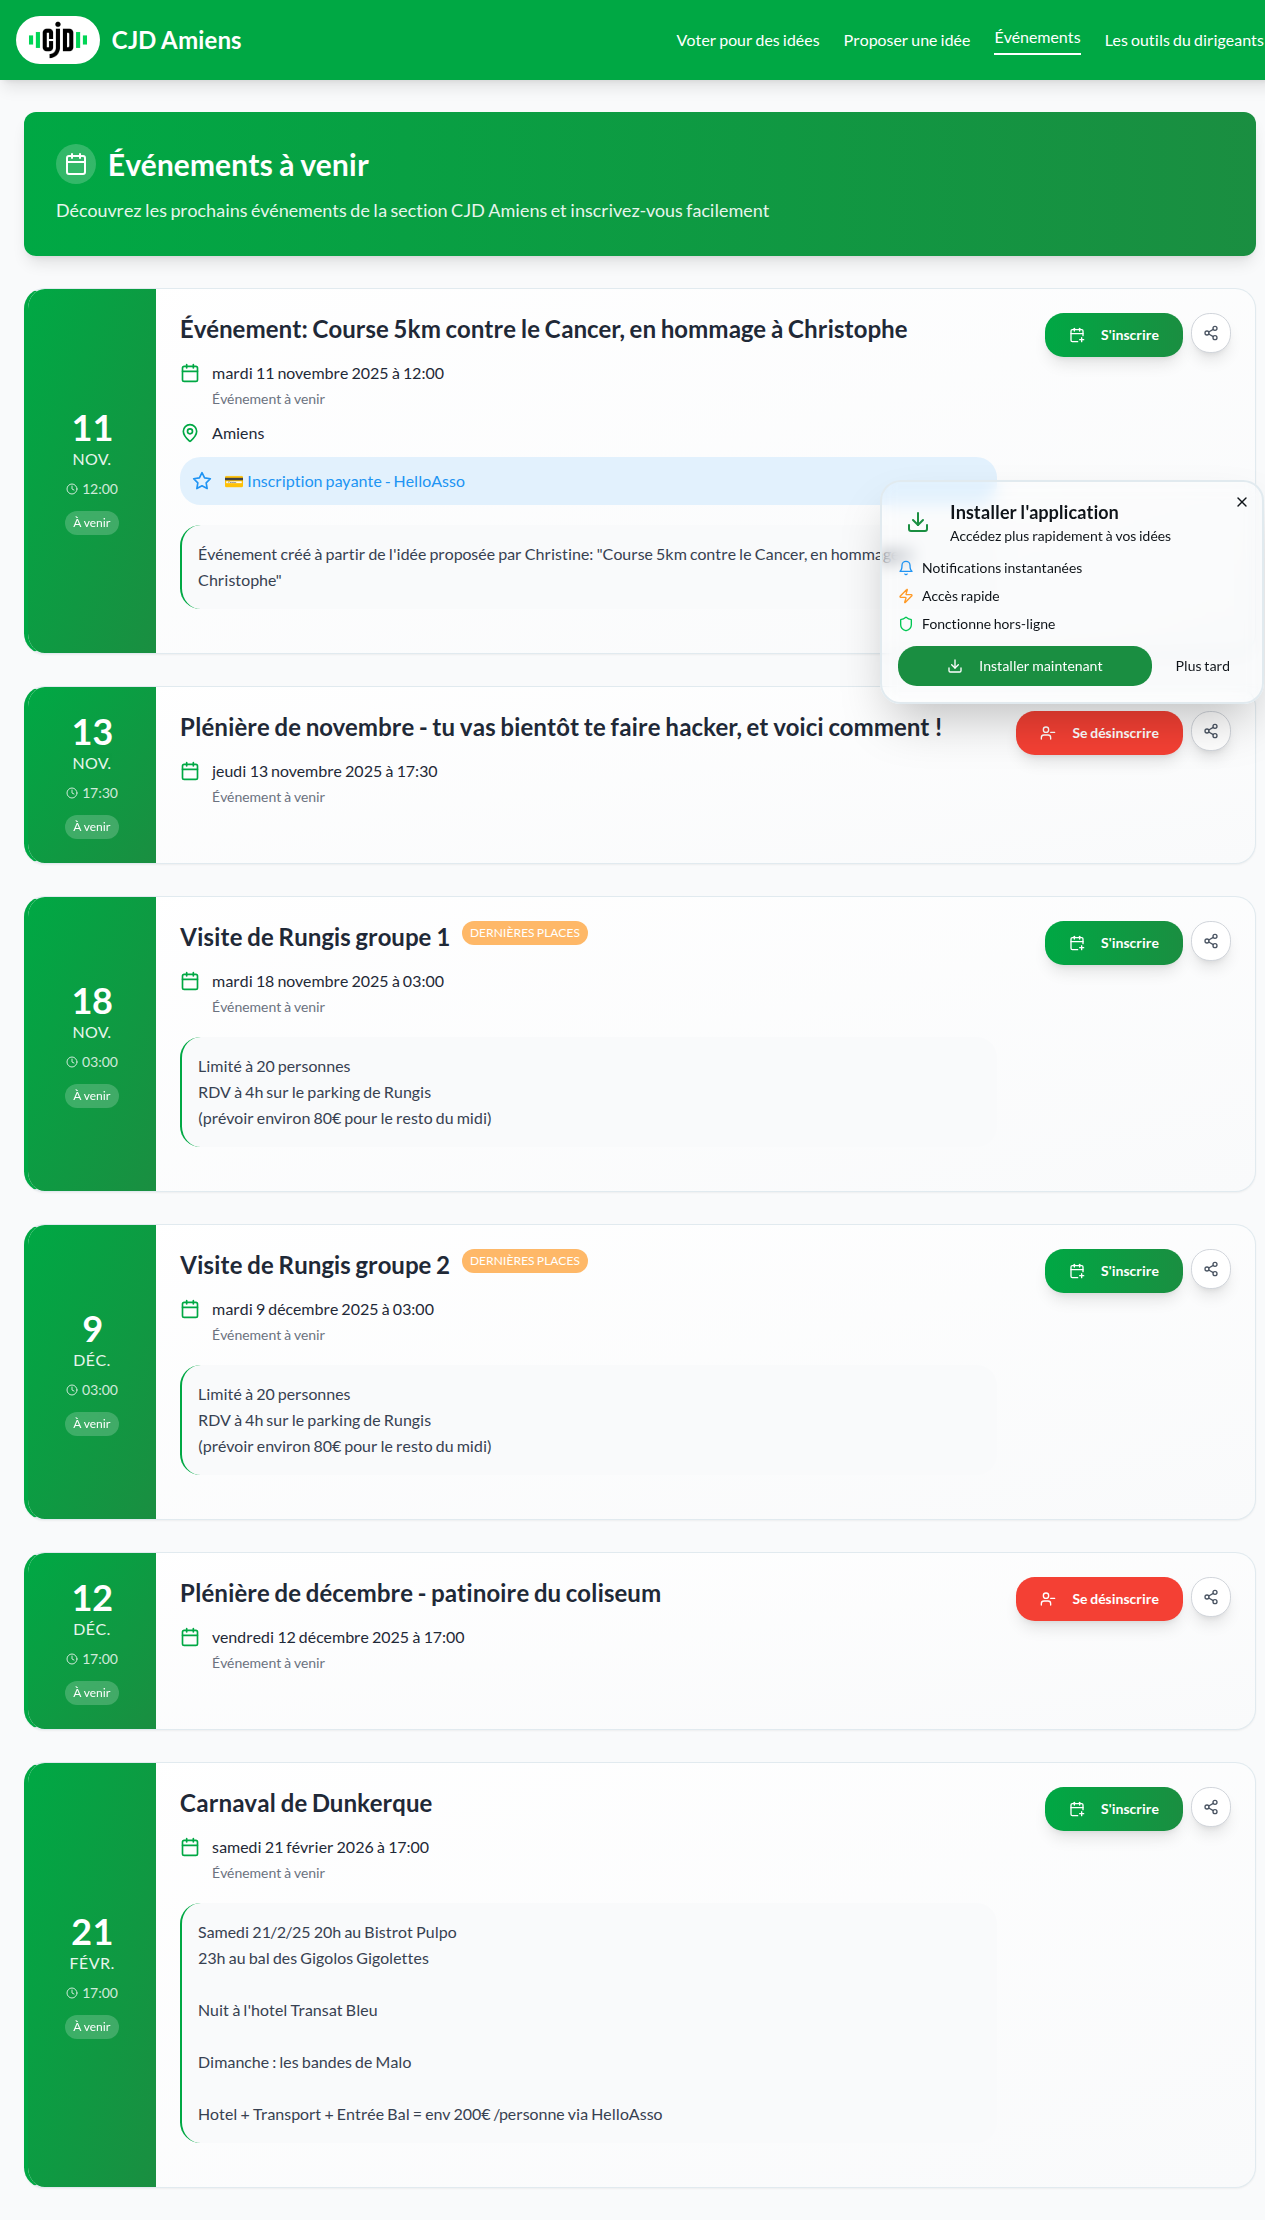 cjd CJD Amiens
Voter pour des idées Proposer une idée Événements Les outils du dirigeants
Événements à venir
Découvrez les prochains événements de la section CJD Amiens et inscrivez-vous facilement
11
NOV.
12:00
À venir
Événement: Course 5km contre le Cancer, en hommage à Christophe
S'inscrire
mardi 11 novembre 2025 à 12:00
Événement à venir
Amiens
💳 Inscription payante - HelloAsso
Événement créé à partir de l'idée proposée par Christine: "Course 5km contre le Cancer, en hommage
Christophe"
Installer l'application
Accédez plus rapidement à vos idées
Notifications instantanées
Accès rapide
Fonctionne hors-ligne
Installer maintenant Plus tard
13
NOV.
17:30
À venir
Plénière de novembre - tu vas bientôt te faire hacker, et voici comment !
Se désinscrire
jeudi 13 novembre 2025 à 17:30
Événement à venir
18
NOV.
03:00
À venir
Visite de Rungis groupe 1 DERNIÈRES PLACES
S'inscrire
mardi 18 novembre 2025 à 03:00
Événement à venir
Limité à 20 personnes
RDV à 4h sur le parking de Rungis
(prévoir environ 80€ pour le resto du midi)
9
DÉC.
03:00
À venir
Visite de Rungis groupe 2 DERNIÈRES PLACES
S'inscrire
mardi 9 décembre 2025 à 03:00
Événement à venir
Limité à 20 personnes
RDV à 4h sur le parking de Rungis
(prévoir environ 80€ pour le resto du midi)
12
DÉC.
17:00
À venir
Plénière de décembre - patinoire du coliseum
Se désinscrire
vendredi 12 décembre 2025 à 17:00
Événement à venir
21
FÉVR.
17:00
À venir
Carnaval de Dunkerque
S'inscrire
samedi 21 février 2026 à 17:00
Événement à venir
Samedi 21/2/25 20h au Bistrot Pulpo
23h au bal des Gigolos Gigolettes
Nuit à l'hotel Transat Bleu
Dimanche : les bandes de Malo
Hotel + Transport + Entrée Bal = env 200€ /personne via HelloAsso